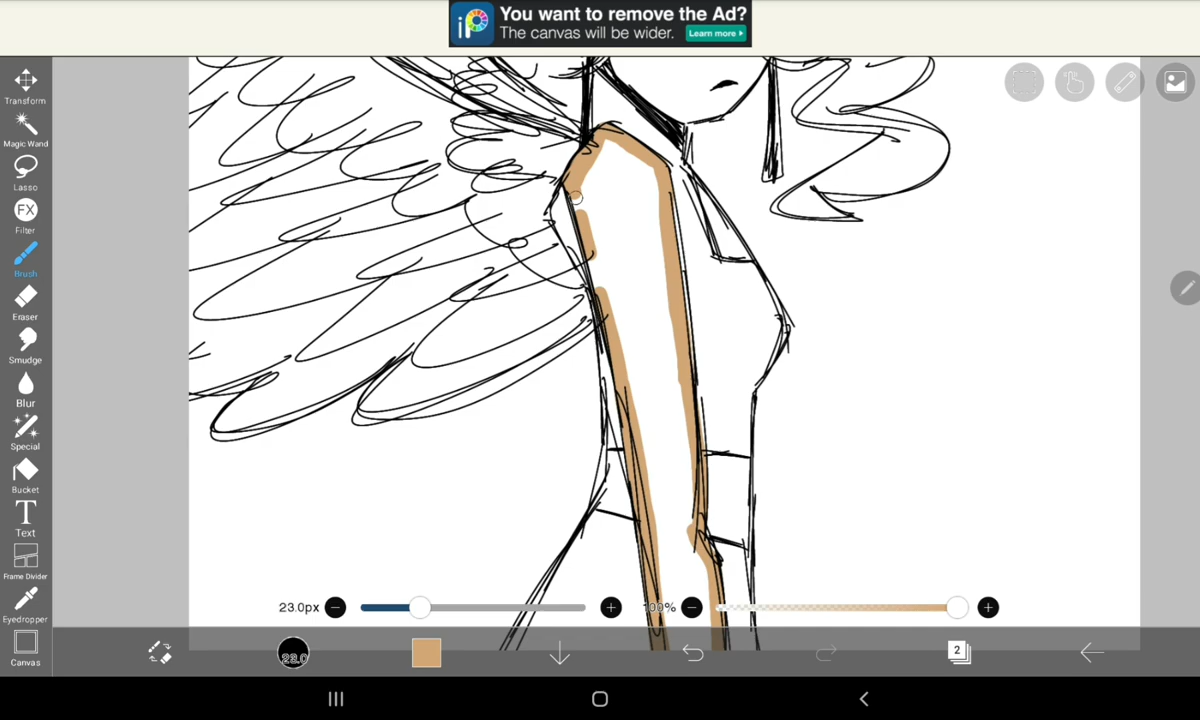 iP
You want to remove the Ad?
The canvas will be wider.
Learn more
Transform
Magic Wand
Lasso
FX
Filter
Brush
Eraser
Smudge
Blur
Special
Bucket
T
Text
Frame Divider
Eyedropper
Canvas
23.0px
100%
23.0
2